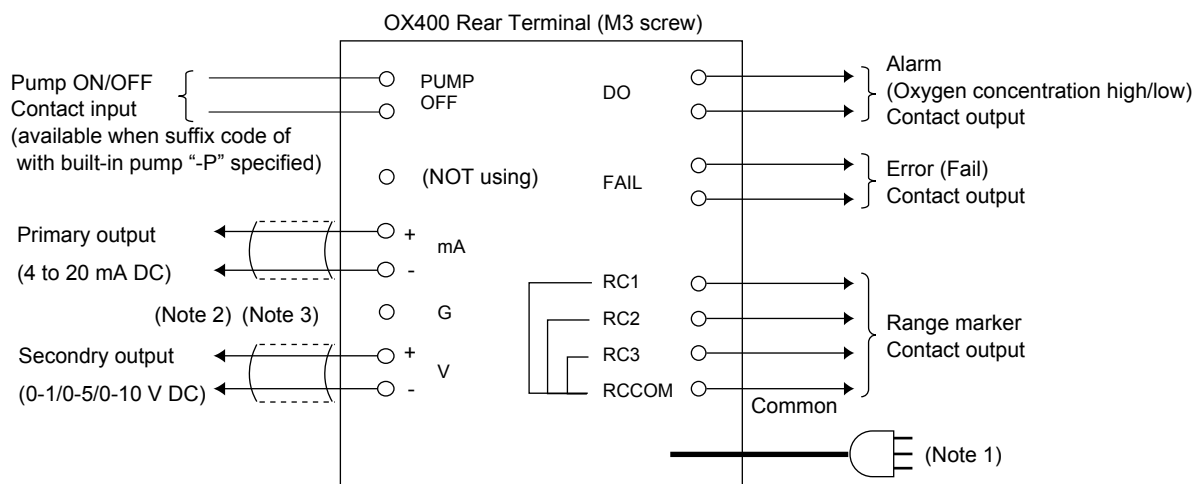 OX400 Rear Terminal (M3 screw)
Pump ON/OFF
Contact input
(available when suffix code of
with built-in pump “-P” specified)
PUMP
OFF
(NOT using)
Primary output
(4 to 20 mA DC)
+
mA
-
(Note 2) (Note 3)
G
Secondry output
(0-1/0-5/0-10 V DC)
+
V
-
DO
Alarm
(Oxygen concentration high/low)
Contact output
FAIL
Error (Fail)
Contact output
RC1
RC2
RC3
RCCOM
Common
Range marker
Contact output
(Note 1)